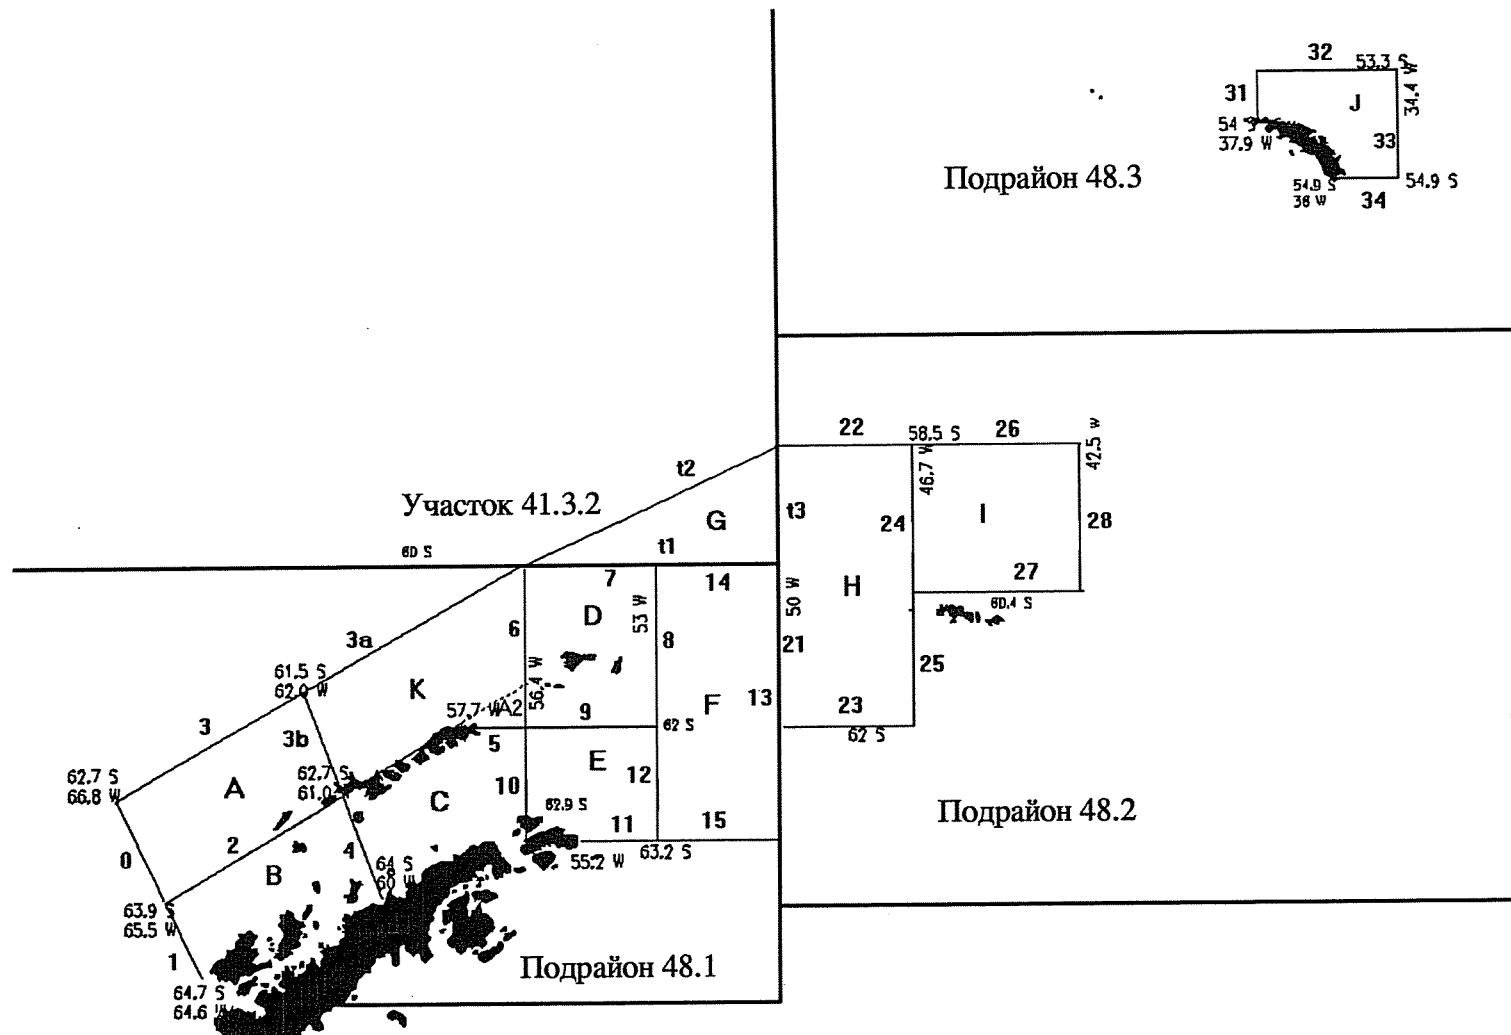 32
53.3 S
34.4 W
31
J
33
54 S
37.9 W
54.9 S
36 W
34
54.9 S
Подрайон 48.3
22
58.5 S
26
42.5 W
46.7 W
t2
Участок 41.3.2
G
t3
24
I
28
60 S
t1
7
14
50 W
H
27
60.4 S
D
53 W
6
8
21
25
3a
61.5 S
62.0 W
K
56.4 W
57.7 W
A2
9
F
13
23
62 S
62 S
3
3b
5
62.7 S
66.8 W
62.7 S
61.0
A
C
E
10
12
62.9 S
11
15
Подрайон 48.2
0
2
4
B
64 S
60 W
55.2 W
63.2 S
63.9 S
65.5 W
1
Подрайон 48.1
64.7 S
64.6 W